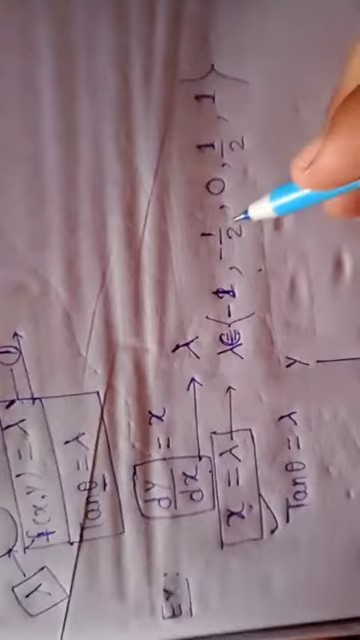 λ
f(x,y) = λ
Tanθ = λ
Ex: dy/dx = x λ
x = λ → λ∈{-1, -1/2, 0, 1/2, 1}
Tanθ = λ
Y